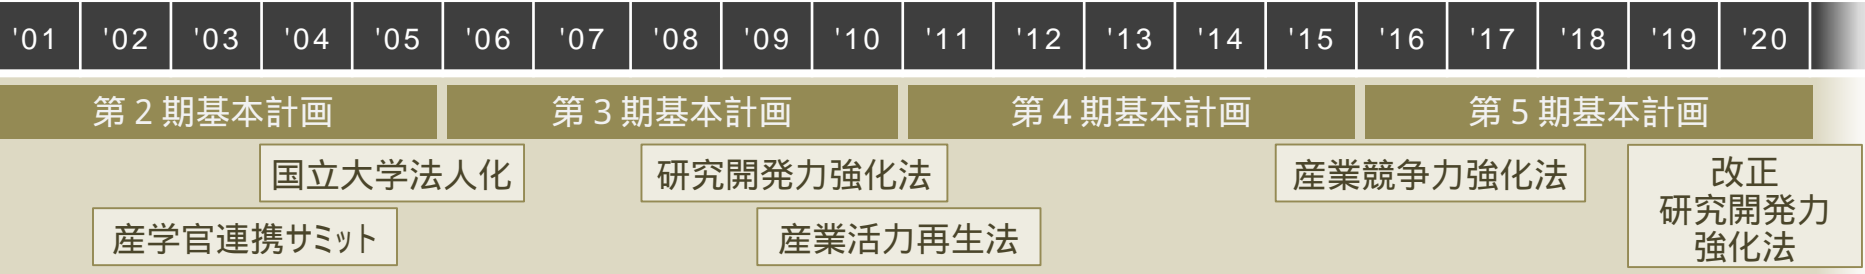 '01 '02 '03 '04 '05 '06 '07 '08 '09 '10 '11 '12 '13 '14 '15 '16 '17 '18 '19 '20
第2期基本計画 第3期基本計画 第4期基本計画 第5期基本計画
国立大学法人化 研究開発力強化法 産業競争力強化法
産学官連携ｻﾐｯﾄ 産業活力再生法
改正
研究開発力
強化法